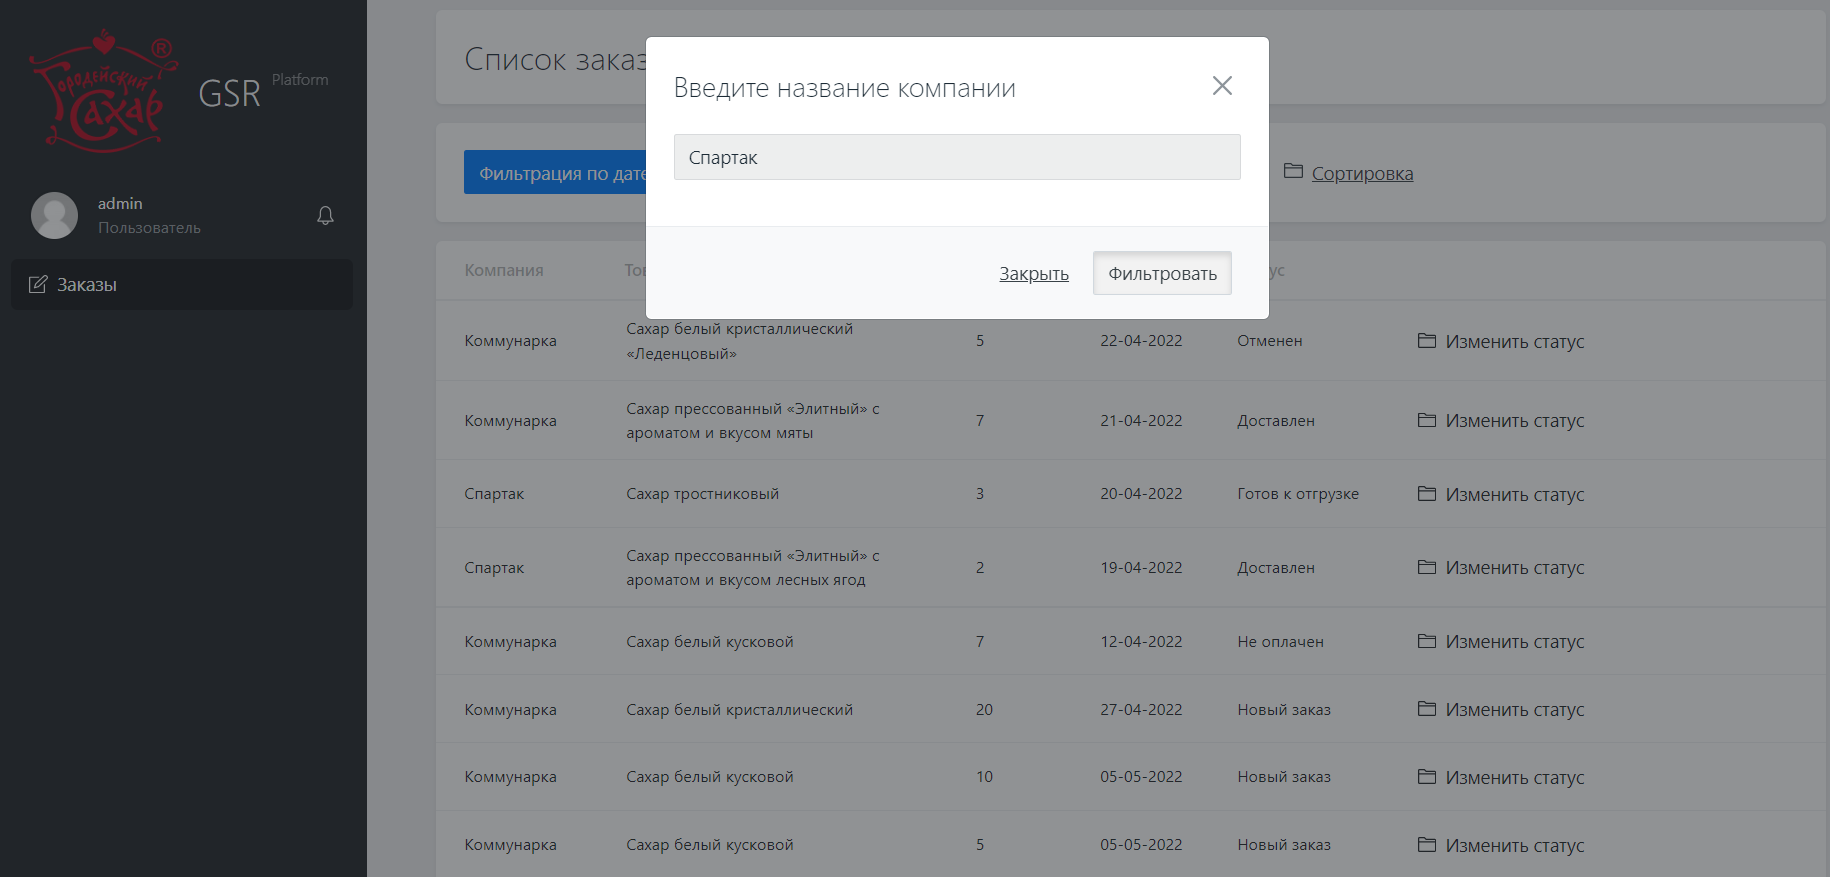 Городейский
Сахар
®
GSR Platform
admin
Пользователь
Заказы
Список заказ
Введите название компании
Спартак
Закрыть
Фильтровать
Фильтрация по дате
Сортировка
Компания
Коммунарка Сахар белый кристаллический «Леденцовый» 5 22-04-2022 Отменен Изменить статус
Коммунарка Сахар прессованный «Элитный» с ароматом и вкусом мяты 7 21-04-2022 Доставлен Изменить статус
Спартак Сахар тростниковый 3 20-04-2022 Готов к отгрузке Изменить статус
Спартак Сахар прессованный «Элитный» с ароматом и вкусом лесных ягод 2 19-04-2022 Доставлен Изменить статус
Коммунарка Сахар белый кусковой 7 12-04-2022 Не оплачен Изменить статус
Коммунарка Сахар белый кристаллический 20 27-04-2022 Новый заказ Изменить статус
Коммунарка Сахар белый кусковой 10 05-05-2022 Новый заказ Изменить статус
Коммунарка Сахар белый кусковой 5 05-05-2022 Новый заказ Изменить статус